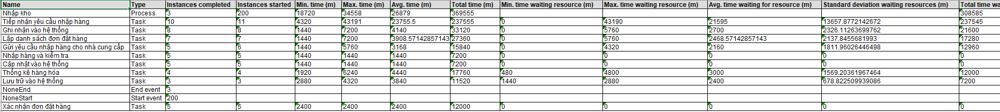 Name Type Instances completed Instances started Min. time (m) Max. time (m) Avg. time (m) Total time (m) Min. time waiting resource (m) Max. time waiting resource (m) Avg. time waiting for resource (m) Standard deviation waiting resources (m) Total time wa
Nhập kho Process 3 200 18720 34558 26879 369555 308585
Tiếp nhận yêu cầu nhập hàng Task 10 11 4320 43191 23755.5 237555 0 43190 21595 13657.8772142672 237545
Ghi nhận vào hệ thống Task 8 8 1440 7200 4140 33120 0 5760 2700 2326.11263699762 21600
Lập danh sách đơn đặt hàng Task 7 7 1440 7200 3908.57142857143 27360 0 5760 2468.57142857143 2137.8455681993 17280
Gửi yêu cầu nhập hàng cho nhà cung cấp Task 5 6 1440 5760 3168 15840 0 4320 2160 1811.96026446498 12960
Nhập hàng và kiểm tra Task 5 5 1440 1440 1440 7200 0 0 0 0 0
Cập nhật vào hệ thống Task 5 5 1440 1440 1440 7200 0 0 0 0 0
Thống kê hàng hóa Task 4 4 1920 6240 4440 17760 480 4800 3000 1569.20361967464 12000
Lưu trữ vào hệ thống Task 3 3 2880 4320 3840 11520 1440 2880 2400 678.822509939086 7200
NoneEnd End event 3
NoneStart Start event 200
Xác nhận đơn đặt hàng Task 5 5 2400 2400 2400 12000 0 0 0 0 0